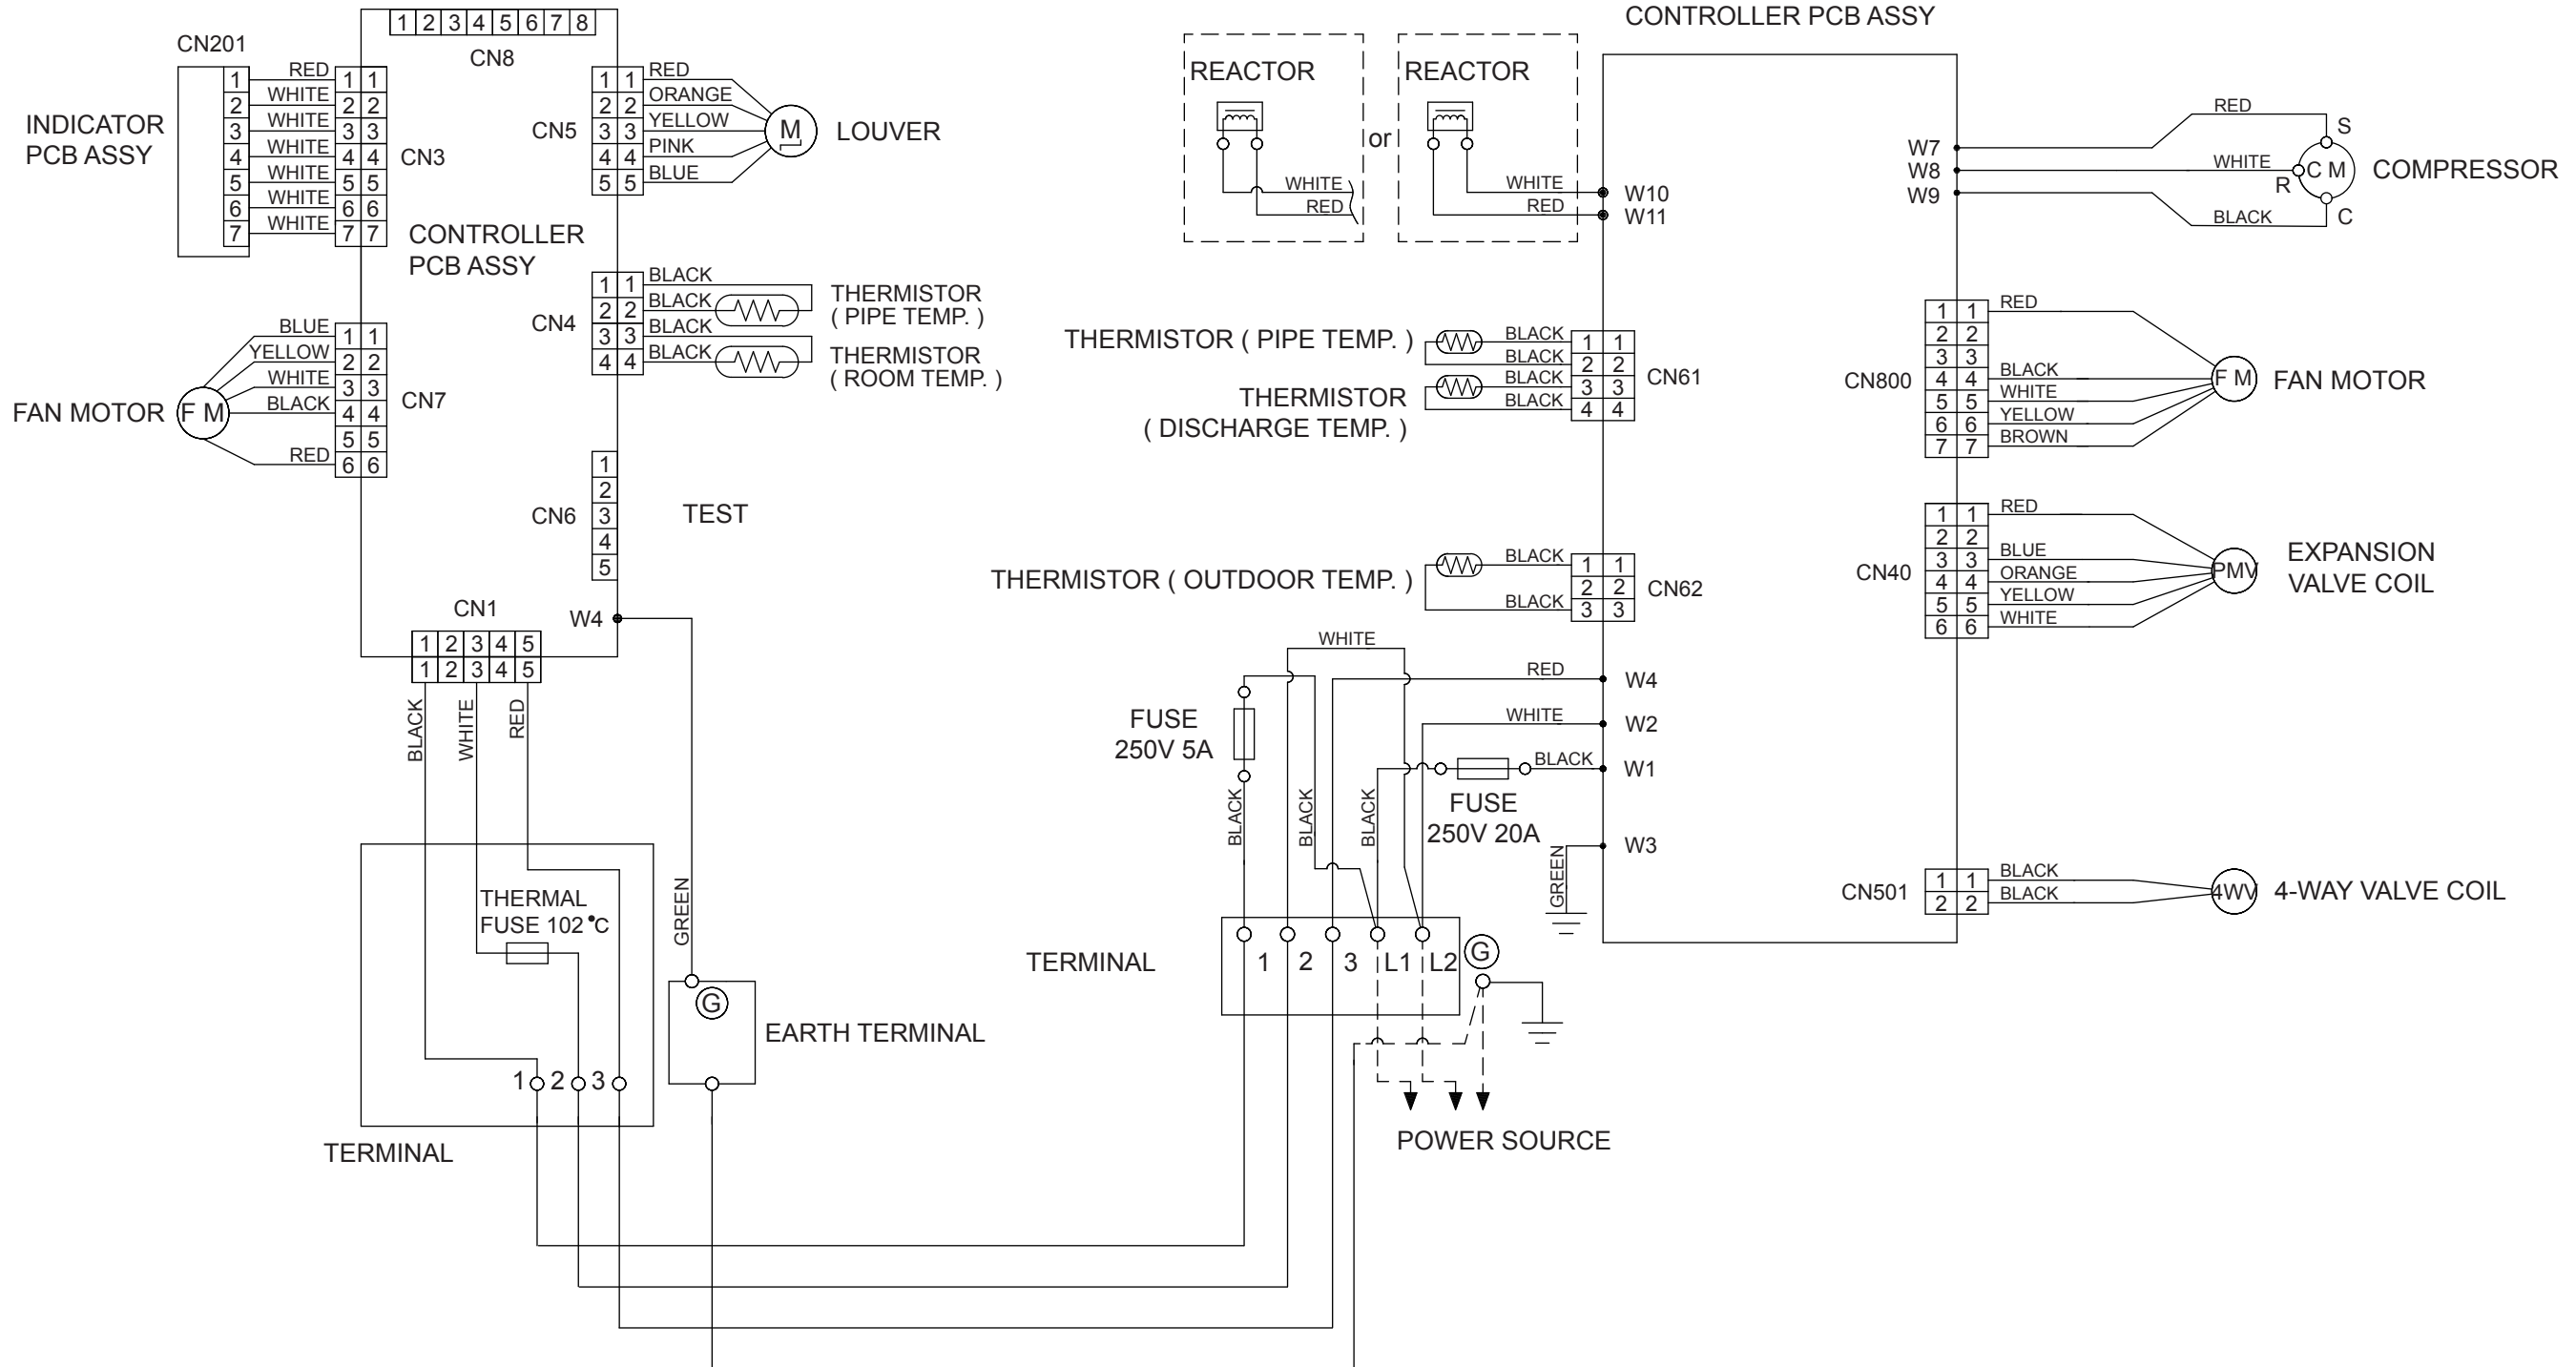 CONTROLLER PCB ASSY
1 2 3 4 5 6 7 8
CN8
CN201
INDICATOR
PCB ASSY
1 RED 1 1
2 WHITE 2 2
3 WHITE 3 3
4 WHITE 4 4
5 WHITE 5 5
6 WHITE 6 6
7 WHITE 7 7
CN3
CONTROLLER
PCB ASSY
CN5
1 1 RED
2 2 ORANGE
3 3 YELLOW
4 4 PINK
5 5 BLUE
M
LOUVER
CN4
1 1 BLACK
2 2 BLACK
3 3 BLACK
4 4 BLACK
THERMISTOR
( PIPE TEMP. )
THERMISTOR
( ROOM TEMP. )
FAN MOTOR
F M
BLUE 1 1
YELLOW 2 2
WHITE 3 3
BLACK 4 4
5 5
RED 6 6
CN7
CN6
1
2
3
4
5
TEST
W4
CN1
1 2 3 4 5
1 2 3 4 5
BLACK
WHITE
RED
GREEN
THERMAL
FUSE 102 °C
1 2 3
TERMINAL
G
EARTH TERMINAL
REACTOR
WHITE
RED
or
REACTOR
WHITE
RED
W10
W11
THERMISTOR ( PIPE TEMP. )
THERMISTOR
( DISCHARGE TEMP. )
BLACK 1 1
BLACK 2 2
BLACK 3 3
BLACK 4 4
CN61
THERMISTOR ( OUTDOOR TEMP. )
BLACK 1 1
2 2
BLACK 3 3
CN62
WHITE
RED
W4
WHITE
W2
BLACK
W1
FUSE
250V 5A
FUSE
250V 20A
BLACK
BLACK
BLACK
GREEN
W3
TERMINAL
1 2 3 L1 L2
G
POWER SOURCE
W7
W8
W9
RED
WHITE
BLACK
S
R
C
C M
COMPRESSOR
CN800
1 1 RED
2 2
3 3
4 4 BLACK
5 5 WHITE
6 6 YELLOW
7 7 BROWN
F M
FAN MOTOR
CN40
1 1 RED
2 2
3 3 BLUE
4 4 ORANGE
5 5 YELLOW
6 6 WHITE
PMV
EXPANSION
VALVE COIL
CN501
1 1 BLACK
2 2 BLACK
4WV
4-WAY VALVE COIL